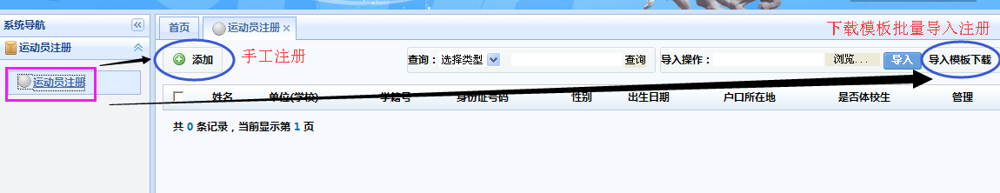 系统导航
首页
运动员注册
下载模板批量导入注册
运动员注册
添加
手工注册
查询：选择类型 查询
导入操作： 浏览... 导入 导入模板下载
运动员注册
姓名 单位(学校) 学籍号 身份证号码 性别 出生日期 户口所在地 是否体校生 管理
共 0 条记录，当前显示第 1 页